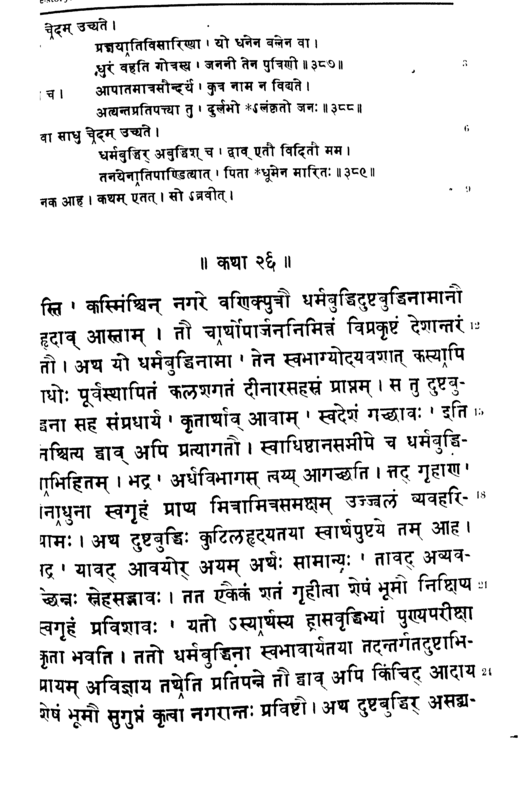 चेदम् उच्यते।
प्रज्ञयातिविसारिण्या ' यो धनेन बलेन वा।
धुरं वहति गोत्रस्य ' जननी तेन पुत्रिणी॥३८७॥ 3
च। आपातमात्रसौन्दर्यं ' कुत्र नाम न विद्यते।
अत्यन्तप्रतिपत्त्या तु ' दुर्लभो *ऽलंकृतो जनः॥३८८॥
वा साधु चेदम् उच्यते। 6
धर्मबुद्धिर् अबुद्धिश् च ' द्वाव् एतौ विदितौ मम।
तनयेनातिपाण्डित्यात् ' पिता *धूमेन मारितः॥३८९॥
नक आह। कथम् एतत्। सो ऽब्रवीत्। 9
॥ कथा २६ ॥
स्ति ' कस्मिंश्चिन् नगरे वणिक्पुत्रौ धर्मबुद्धिदुष्टबुद्धिनामानौ
हृदाव् आस्ताम्। तौ चार्थोपार्जननिमित्तं विप्रकृष्टं देशान्तरं 12
तौ। अथ यो धर्मबुद्धिनामा ' तेन स्वभाग्योदयवशात् कस्यापि
ाधोः पूर्वस्थापितं कलशगतं दीनारसहस्रं प्राप्तम्। स तु दुष्टबु-
द्धिना सह संप्रधार्य ' कृतार्थाव् आवाम् ' स्वदेशं गच्छावः ' इति 15
नश्चित्य द्वाव् अपि प्रत्यागतौ। स्वाधिष्ठानसमीपे च धर्मबुद्धि-
ाभिहितम्। भद्र ' अर्धविभागस् त्वय्य् आगच्छति। तद् गृहाण '
नाधुना स्वगृहं प्राप्य मित्रामित्रसमक्षम् उज्ज्वलं व्यवहरि- 18
यामः। अथ दुष्टबुद्धिः कुटिलहृदयतया स्वार्थपुष्टये तम् आह।
द्र ' यावद् आवयोर् अयम् अर्थः सामान्यः ' तावद् अव्यव-
च्छिन्नः स्नेहसद्भावः। तत एकैकं शतं गृहीत्वा शेषं भूमौ निक्षिप्य 21
स्वगृहं प्रविशावः ' यतो ऽस्यार्थस्य ह्रासवृद्धिभ्यां पुण्यपरीक्षा
कृता भवति। ततो धर्मबुद्धिना स्वभावार्यतया तदन्तर्गतदुष्टाभि-
प्रायम् अविज्ञाय तथेति प्रतिपन्ने तौ द्वाव् अपि किंचिद् आदाय 24
शेषं भूमौ सुगुप्तं कृत्वा नगरान्तः प्रविष्टौ। अथ दुष्टबुद्धिर् असद्व्य-